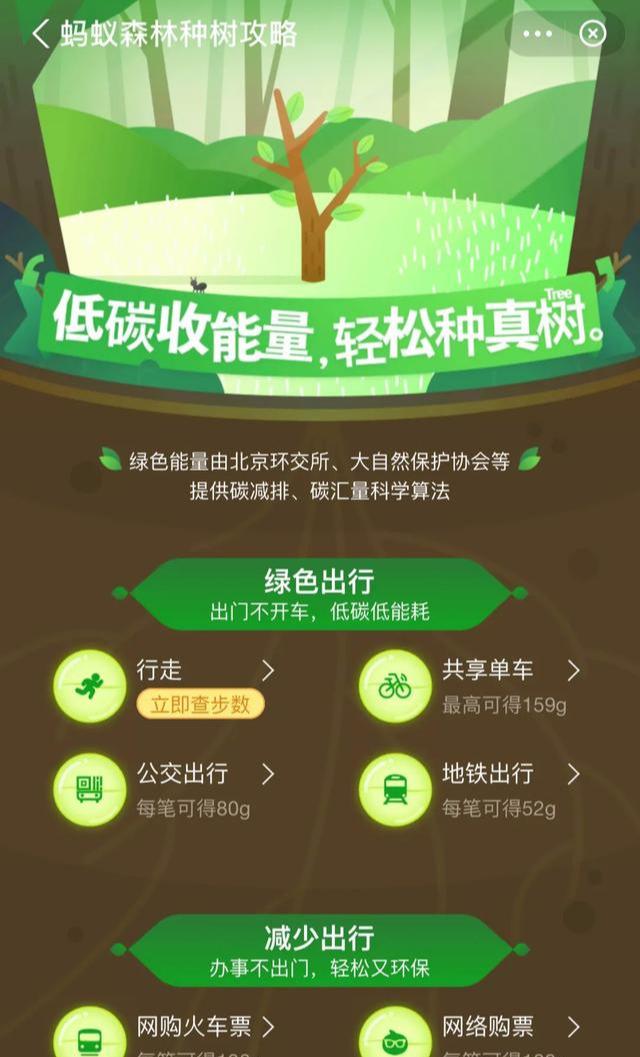 蚂蚁森林种树攻略
Tree
低碳收能量，轻松种真树。
绿色能量由北京环交所、大自然保护协会等
提供碳减排、碳汇量科学算法
绿色出行
出门不开车，低碳低能耗
行走
立即查步数
共享单车
最高可得159g
公交出行
每笔可得80g
地铁出行
每笔可得52g
减少出行
办事不出门，轻松又环保
网购火车票
网络购票